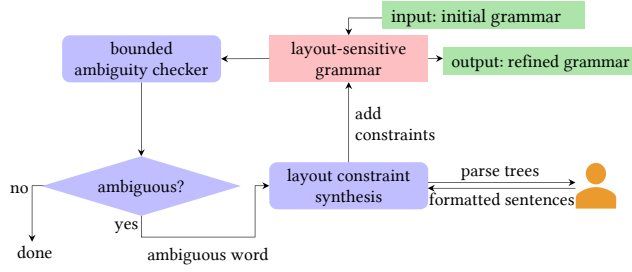 input: initial grammar
bounded
ambiguity checker
layout-sensitive
grammar
output: refined grammar
add
constraints
no
ambiguous?
layout constraint
synthesis
parse trees
formatted sentences
yes
done
ambiguous word